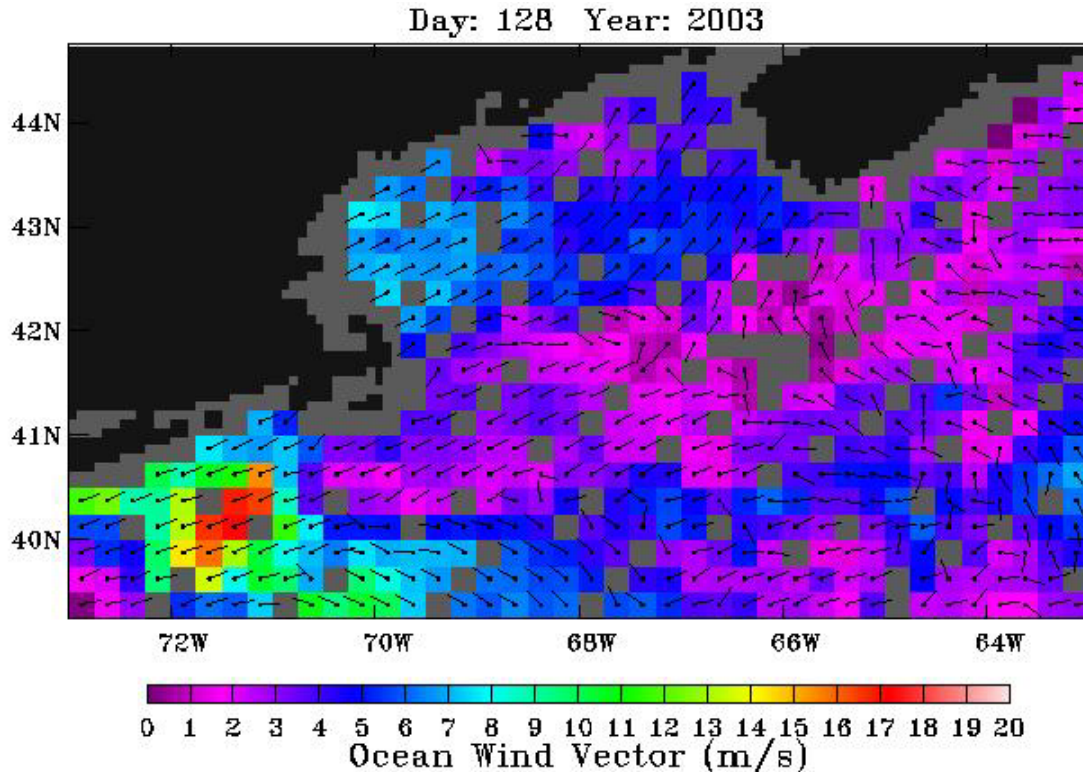 Day: 128 Year: 2003
44N
43N
42N
41N
40N
72W 70W 68W 66W 64W
0 1 2 3 4 5 6 7 8 9 10 11 12 13 14 15 16 17 18 19 20
Ocean Wind Vector (m/s)